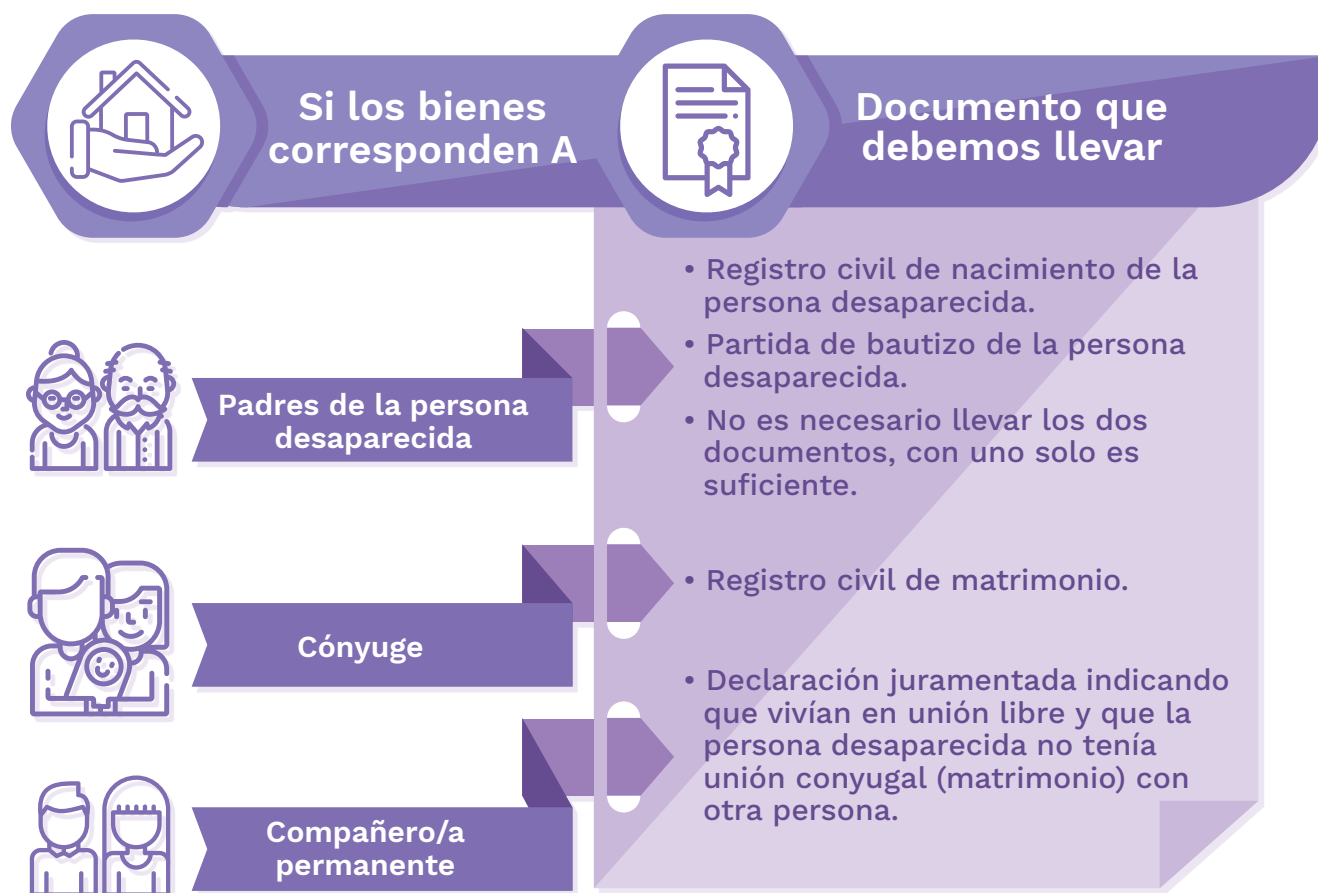 Si los bienes
corresponden A
Documento que
debemos llevar
Padres de la persona
desaparecida
• Registro civil de nacimiento de la
persona desaparecida.
• Partida de bautizo de la persona
desaparecida.
• No es necesario llevar los dos
documentos, con uno solo es
suficiente.
Cónyuge
• Registro civil de matrimonio.
Compañero/a
permanente
• Declaración juramentada indicando
que vivían en unión libre y que la
persona desaparecida no tenía
unión conyugal (matrimonio) con
otra persona.